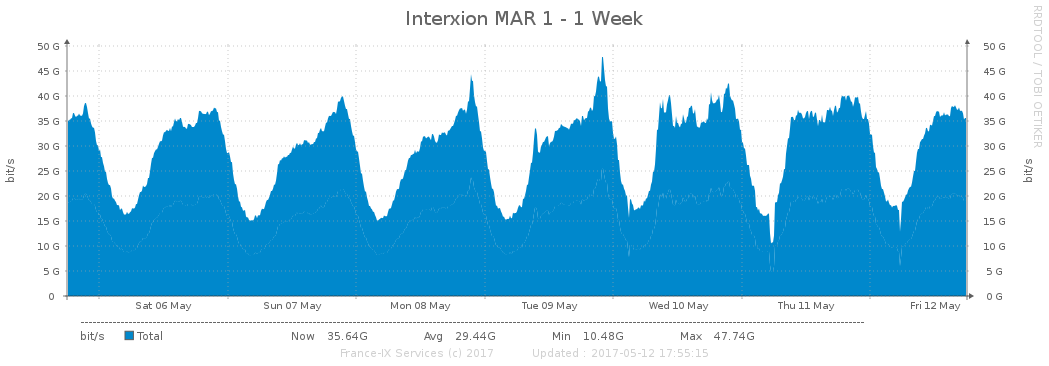 Interxion MAR 1 - 1 Week
RRDTOOL / TOBI OETIKER
50 G 50 G
45 G 45 G
40 G 40 G
35 G 35 G
30 G 30 G
25 G 25 G
20 G 20 G
15 G 15 G
10 G 10 G
5 G 5 G
0 0 G
bit/s bit/s
Sat 06 May Sun 07 May Mon 08 May Tue 09 May Wed 10 May Thu 11 May Fri 12 May
bit/s Total Now 35.64G Avg 29.44G Min 10.48G Max 47.74G
France-IX Services (c) 2017 Updated : 2017-05-12 17:55:15